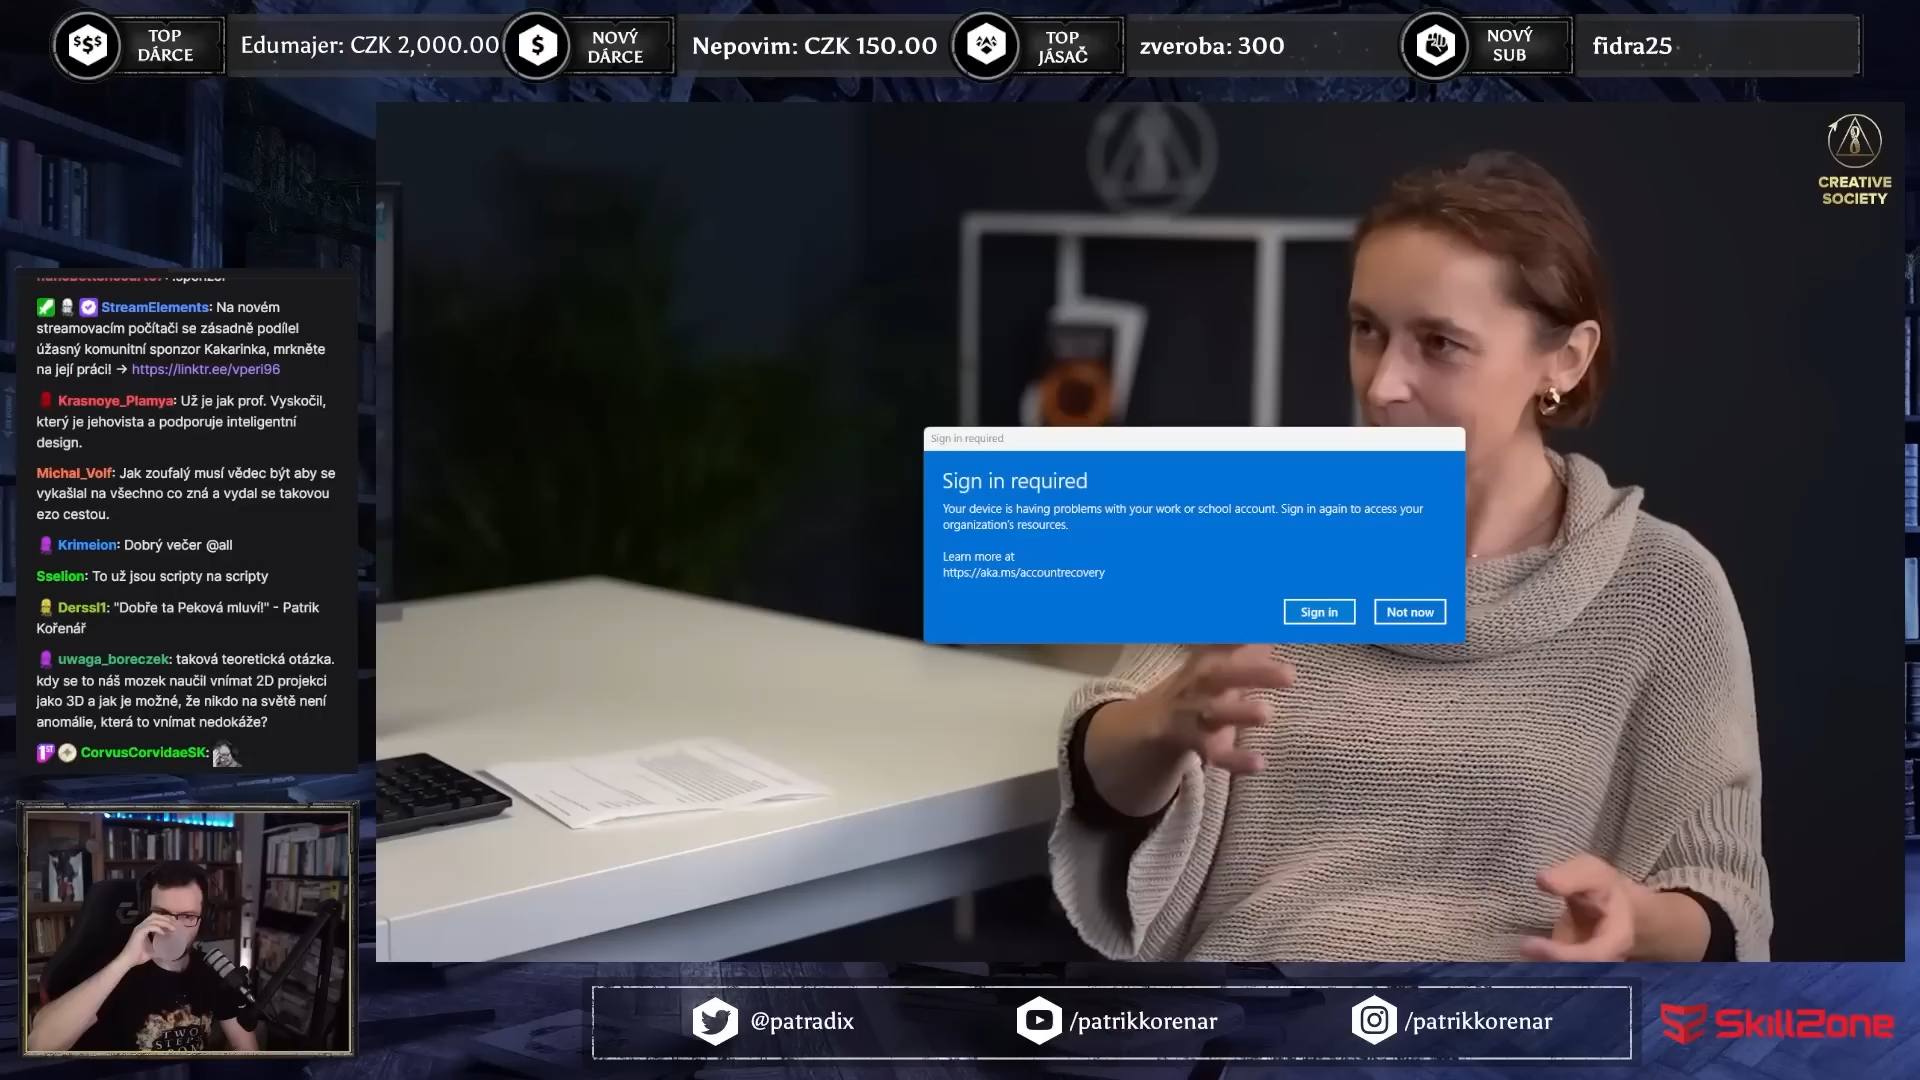 TOP
DÁRCE
Edumajer: CZK 2,000.00
NOVÝ
DÁRCE
Nepovim: CZK 150.00
TOP
JÁSAČ
zveroba: 300
NOVÝ
SUB
fidra25
CREATIVE
SOCIETY
StreamElements: Na novém
streamovacím počítači se zásadně podílel
úžasný komunitní sponzor Kakarinka, mrkněte
na její práci! → https://linktr.ee/vperi96
Krasnoye_Plamya: Už je jak prof. Vyskočil,
který je jehovista a podporuje inteligentní
design.
Michal_Volf: Jak zoufalý musí vědec být aby se
vykašlal na všechno co zná a vydal se takovou
ezo cestou.
Krimeion: Dobrý večer @all
Sselion: To už jsou scripty na scripty
Derssl1: "Dobře ta Peková mluví!" - Patrik
Kořenář
uwaga_boreczek: taková teoretická otázka.
kdy se to náš mozek naučil vnímat 2D projekci
jako 3D a jak je možné, že nikdo na světě není
anomálie, která to vnímat nedokáže?
1ST CorvusCorvidaeSK:
Sign in required
Sign in required
Your device is having problems with your work or school account. Sign in again to access your
organization's resources.
Learn more at
https://aka.ms/accountrecovery
Sign in
Not now
TWO
STEPS
FROM
@patradix
/patrikkorenar
/patrikkorenar
SkillZone